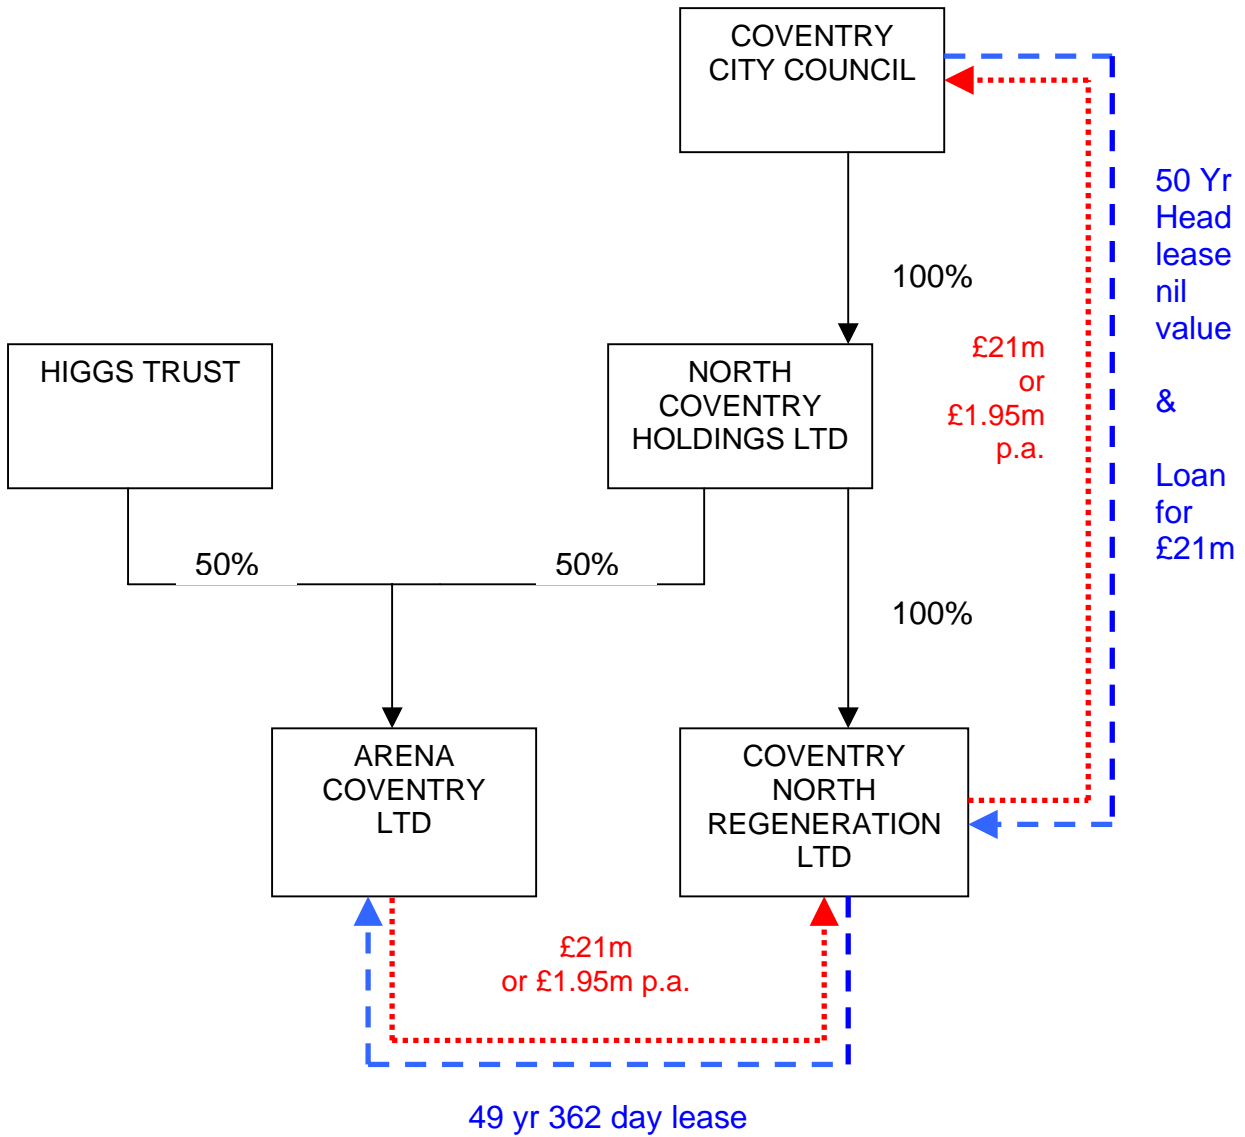 COVENTRY
CITY COUNCIL
50 Yr
Head
lease
nil
value
&
Loan
for
£21m
100%
£21m
or
£1.95m
p.a.
HIGGS TRUST
NORTH
COVENTRY
HOLDINGS LTD
50%
50%
100%
ARENA
COVENTRY
LTD
COVENTRY
NORTH
REGENERATION
LTD
£21m
or £1.95m p.a.
49 yr 362 day lease